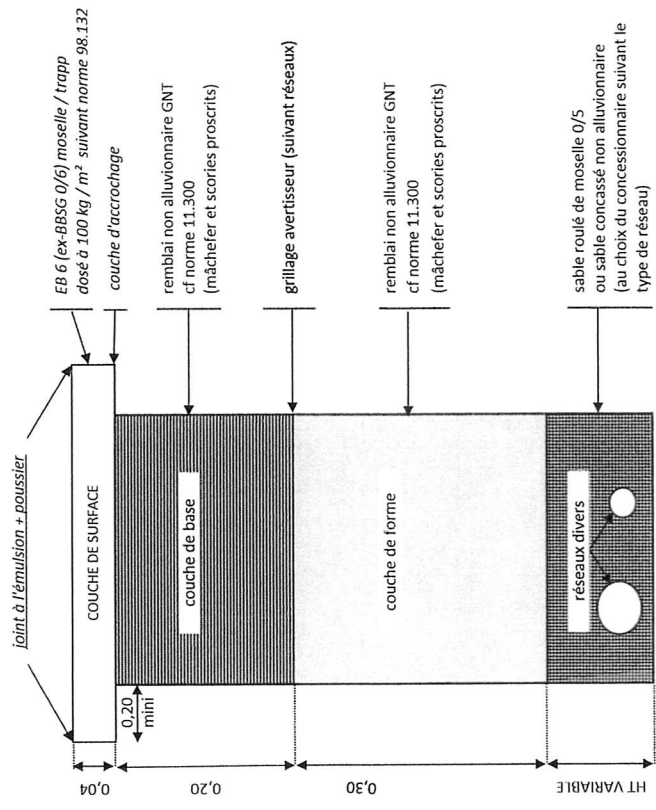 joint à l'émulsion + poussier
EB 6 (ex-BBSG 0/6) moselle / trapp
dosé à 100 kg / m² suivant norme 98.132
couche d'accrochage
COUCHE DE SURFACE
0,04
0,20
mini
remblai non alluvionnaire GNT
cf norme 11.300
(mâchefer et scories proscrits)
couche de base
0,20
grillage avertisseur (suivant réseaux)
remblai non alluvionnaire GNT
cf norme 11.300
(mâchefer et scories proscrits)
couche de forme
0,30
sable roulé de moselle 0/5
ou sable concassé non alluvionnaire
(au choix du concessionnaire suivant le
type de réseau)
réseaux divers
HT VARIABLE